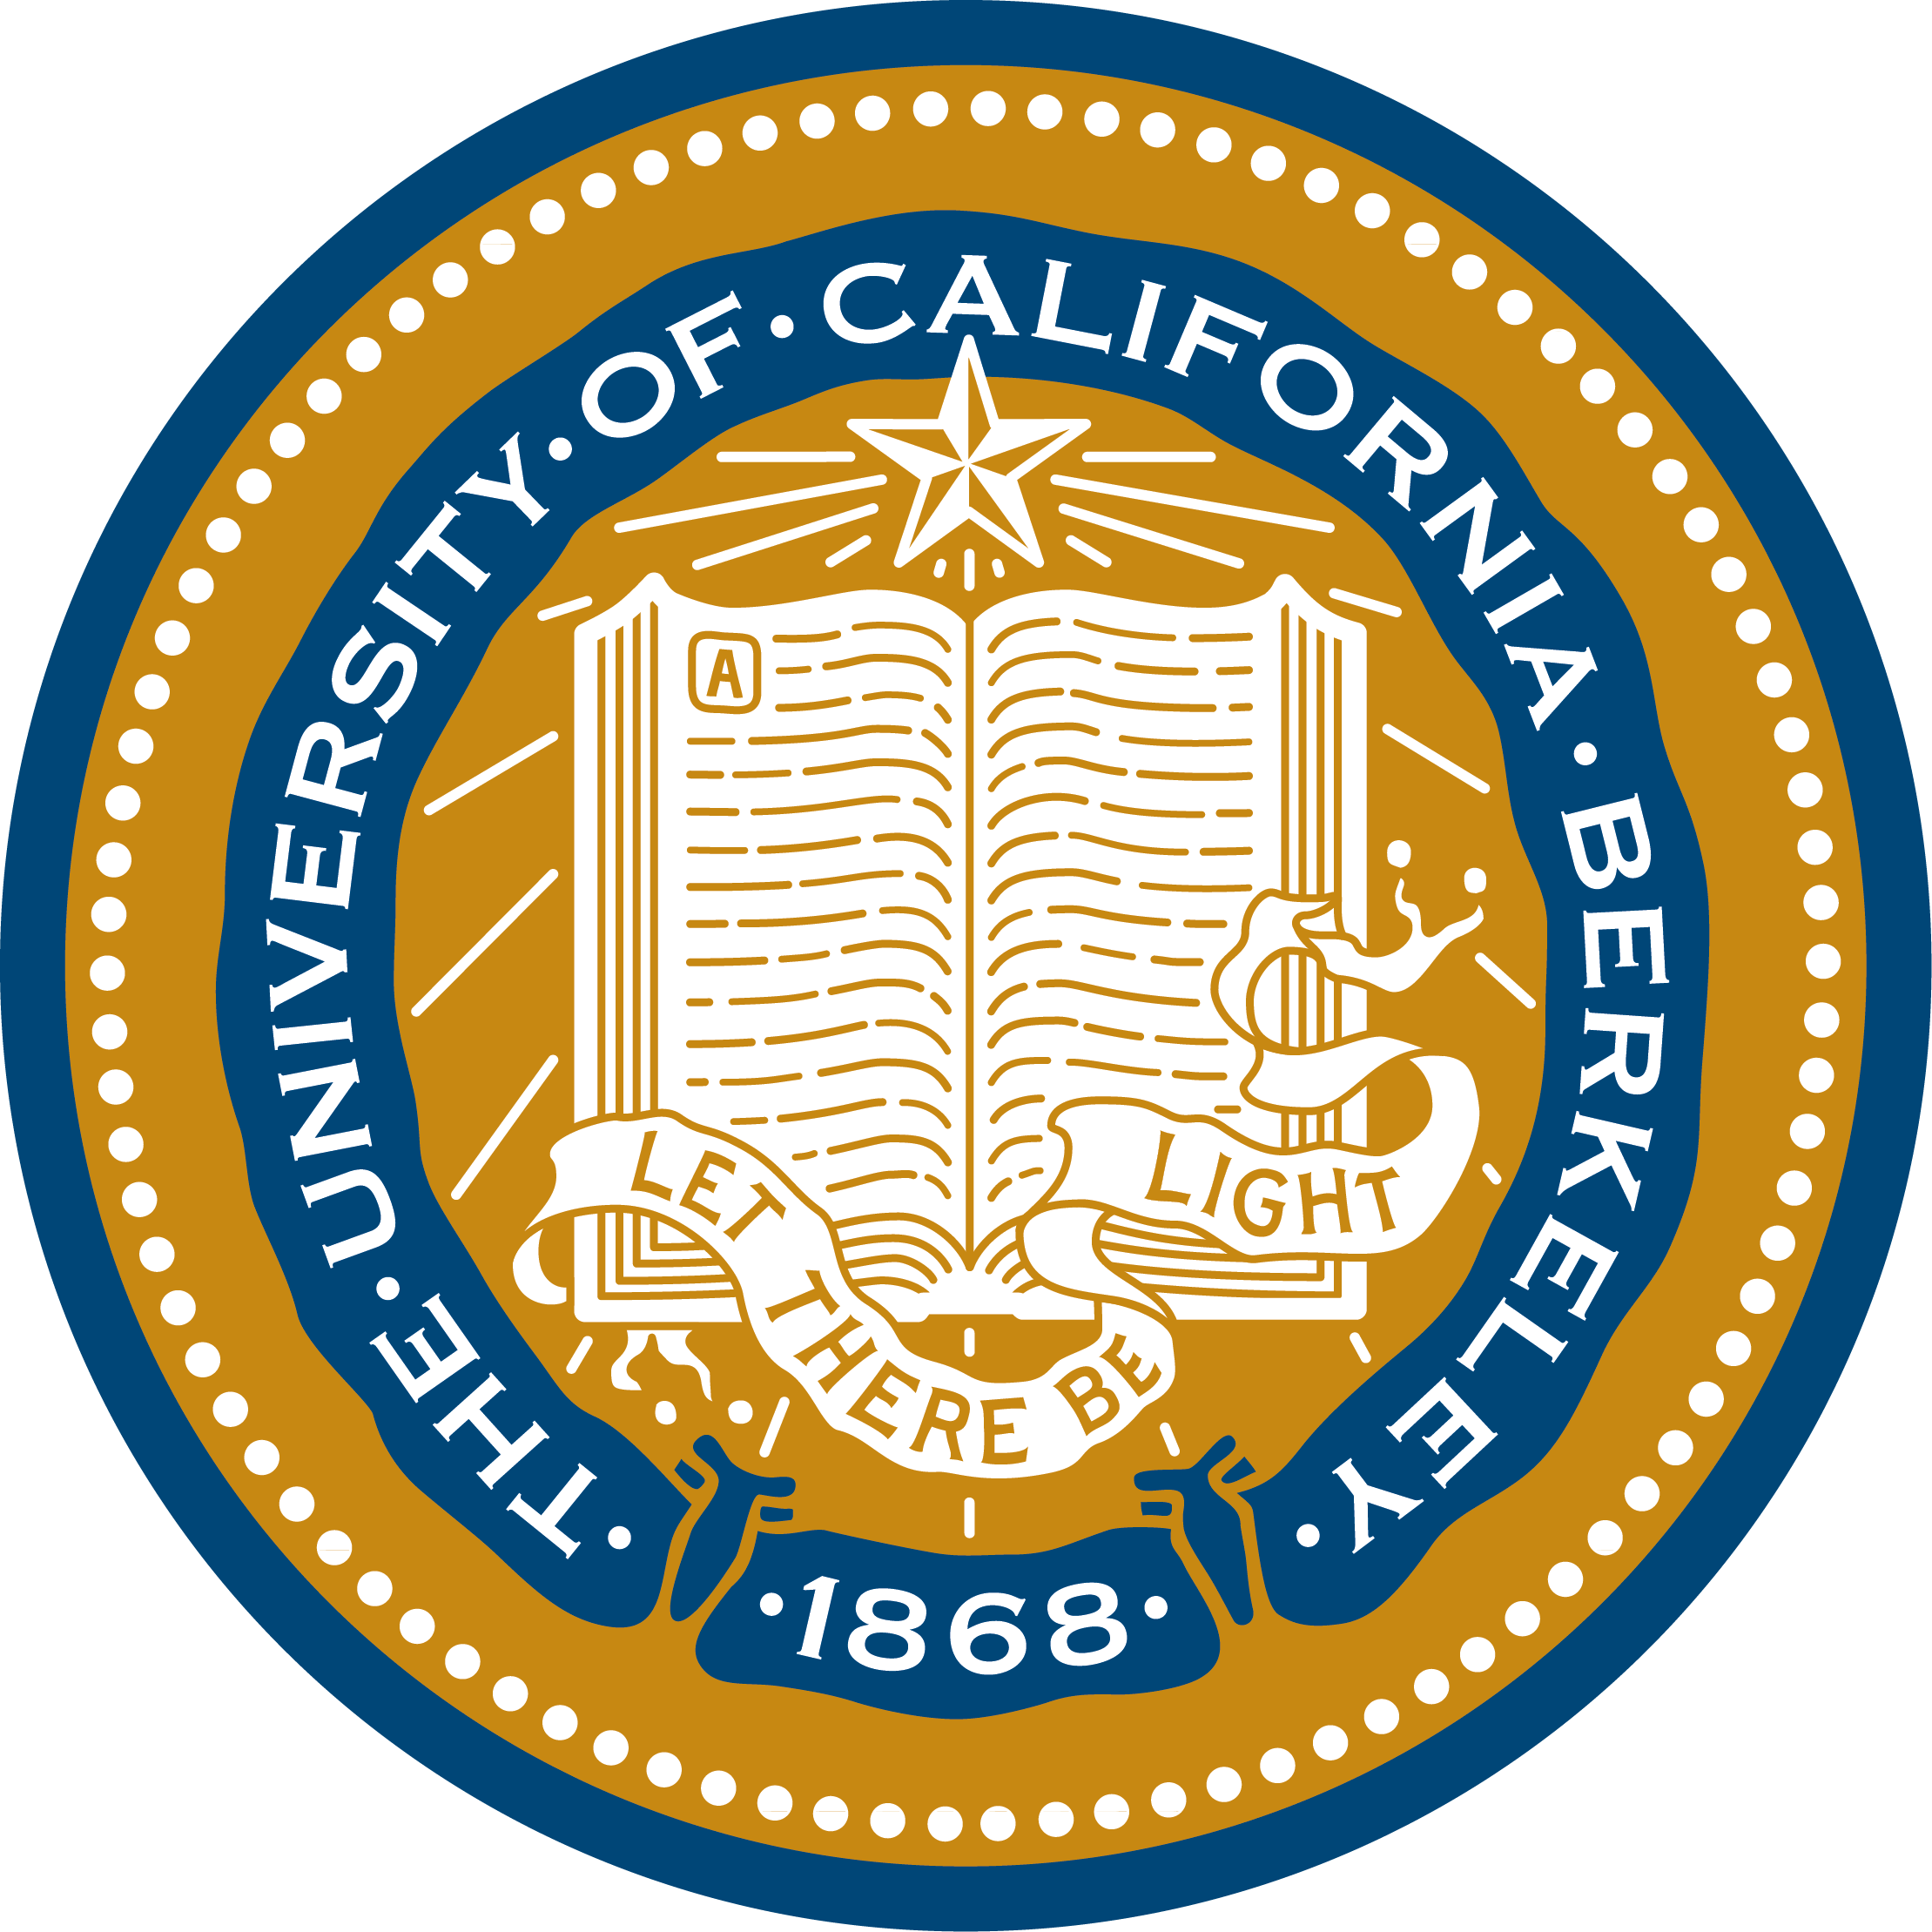 ·THE·UNIVERSITY·OF·CALIFORNIA·BERKELEY·
A
LET
THERE BE
LIGHT
·1868·